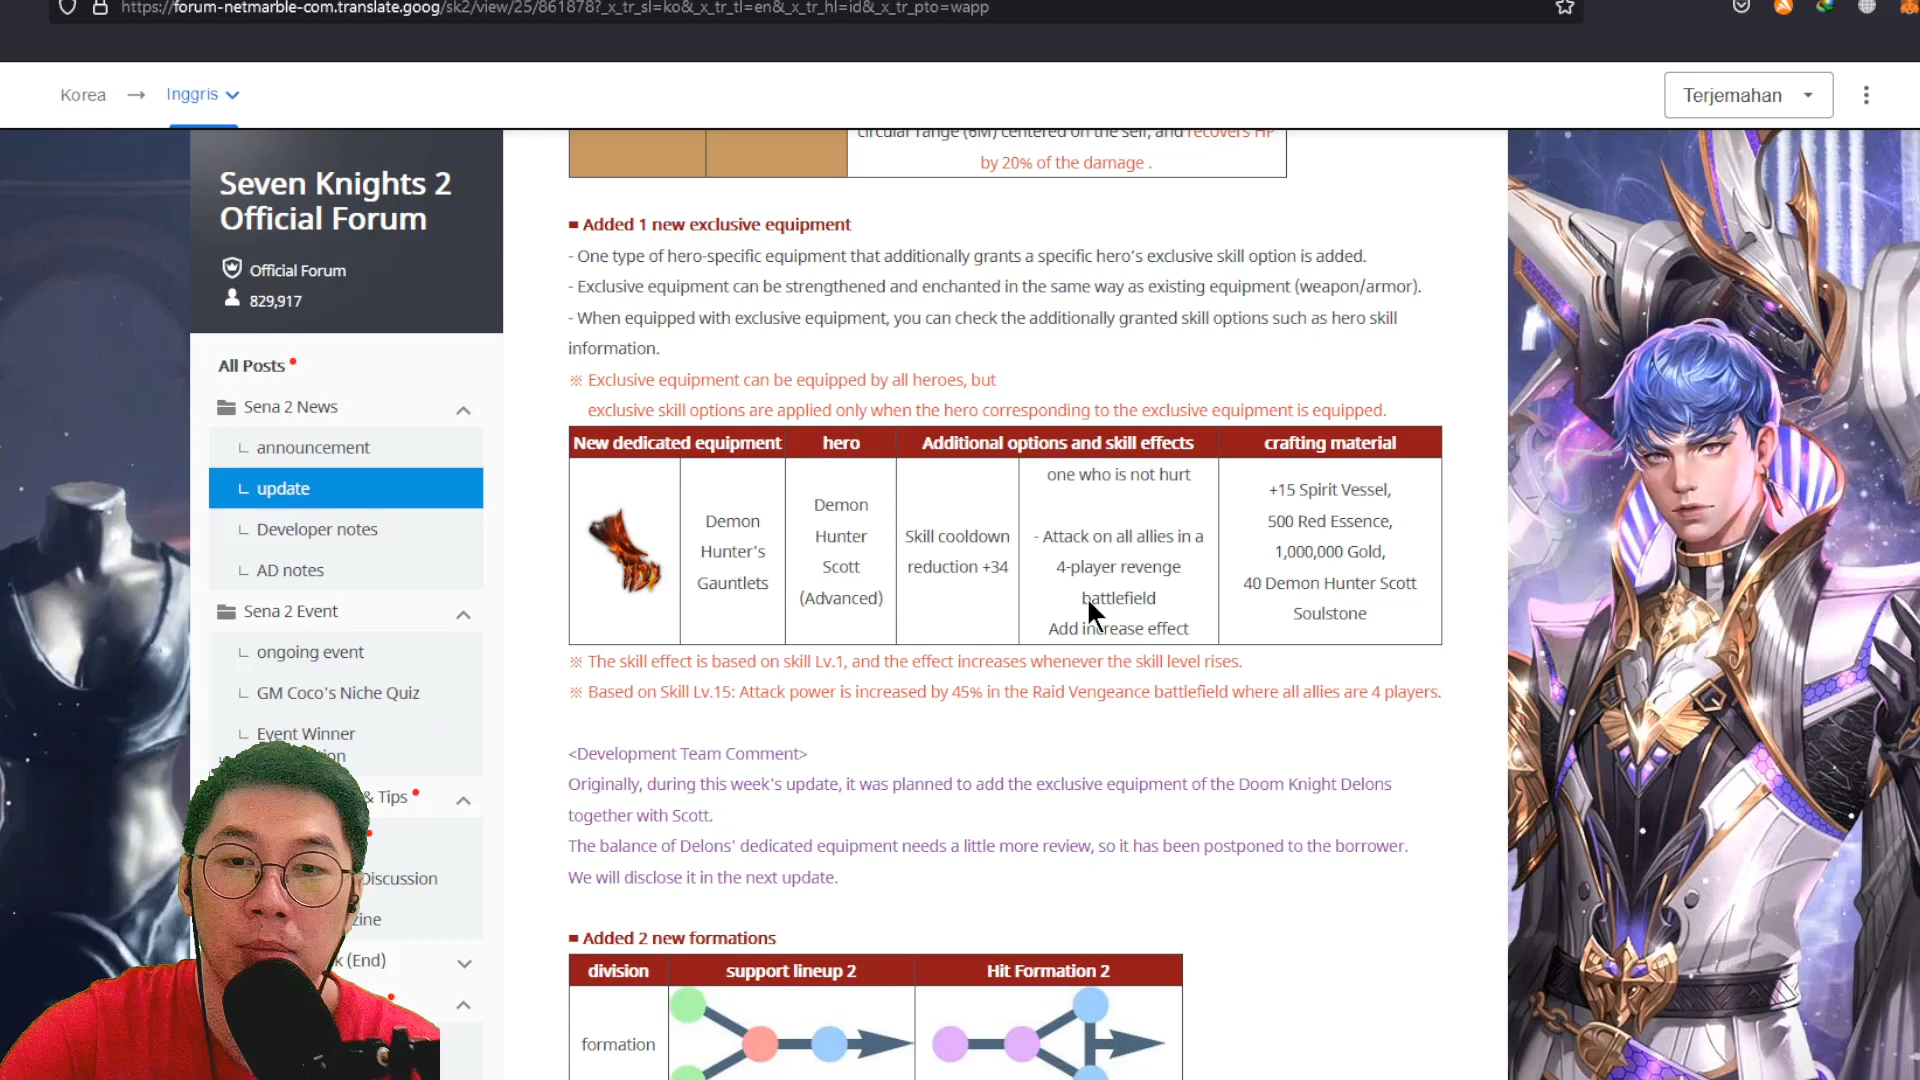 https://forum-netmarble-com.translate.goog/sk2/view/25/861878?_x_tr_sl=ko&_x_tr_tl=en&_x_tr_hl=id&_x_tr_pto=wapp
Korea → Inggris
Terjemahan
Seven Knights 2
Official Forum
Official Forum
829,917
All Posts
Sena 2 News
announcement
update
Developer notes
AD notes
Sena 2 Event
ongoing event
GM Coco's Niche Quiz
Event Winner
& Tips
Discussion
(End)
circular range (6M) centered on the self, and recovers HP
by 20% of the damage .
■ Added 1 new exclusive equipment
- One type of hero-specific equipment that additionally grants a specific hero's exclusive skill option is added.
- Exclusive equipment can be strengthened and enchanted in the same way as existing equipment (weapon/armor).
- When equipped with exclusive equipment, you can check the additionally granted skill options such as hero skill
information.
※ Exclusive equipment can be equipped by all heroes, but
exclusive skill options are applied only when the hero corresponding to the exclusive equipment is equipped.
New dedicated equipment hero Additional options and skill effects crafting material
Demon
Hunter's
Gauntlets
Demon
Hunter
Scott
(Advanced)
Skill cooldown
reduction +34
one who is not hurt
- Attack on all allies in a
4-player revenge
battlefield
Add increase effect
+15 Spirit Vessel,
500 Red Essence,
1,000,000 Gold,
40 Demon Hunter Scott
Soulstone
※ The skill effect is based on skill Lv.1, and the effect increases whenever the skill level rises.
※ Based on Skill Lv.15: Attack power is increased by 45% in the Raid Vengeance battlefield where all allies are 4 players.
<Development Team Comment>
Originally, during this week's update, it was planned to add the exclusive equipment of the Doom Knight Delons
together with Scott.
The balance of Delons' dedicated equipment needs a little more review, so it has been postponed to the borrower.
We will disclose it in the next update.
■ Added 2 new formations
division support lineup 2 Hit Formation 2
formation